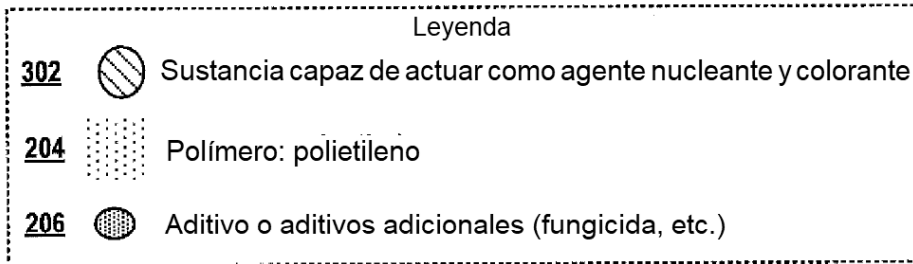 Leyenda
302 Sustancia capaz de actuar como agente nucleante y colorante
204 Polímero: polietileno
206 Aditivo o aditivos adicionales (fungicida, etc.)